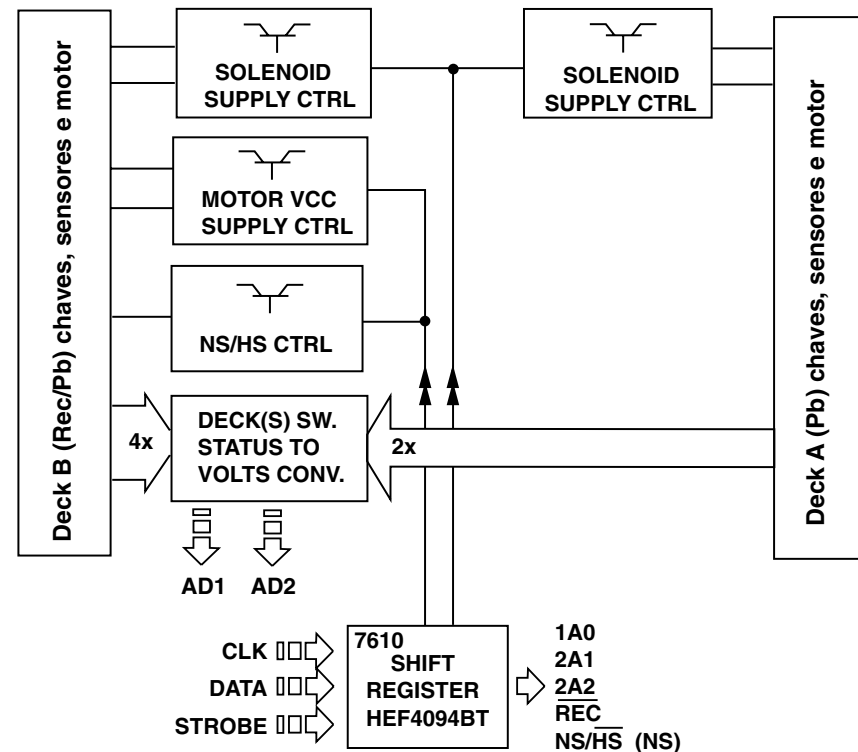 Deck B (Rec/Pb) chaves, sensores e motor
SOLENOID
SUPPLY CTRL
SOLENOID
SUPPLY CTRL
Deck A (Pb) chaves, sensores e motor
MOTOR VCC
SUPPLY CTRL
NS/HS CTRL
4x
DECK(S) SW.
STATUS TO
VOLTS CONV.
2x
AD1
AD2
CLK
DATA
STROBE
7610
SHIFT
REGISTER
HEF4094BT
1A0
2A1
2A2
R̅E̅C̅
NS/H̅S̅ (NS)